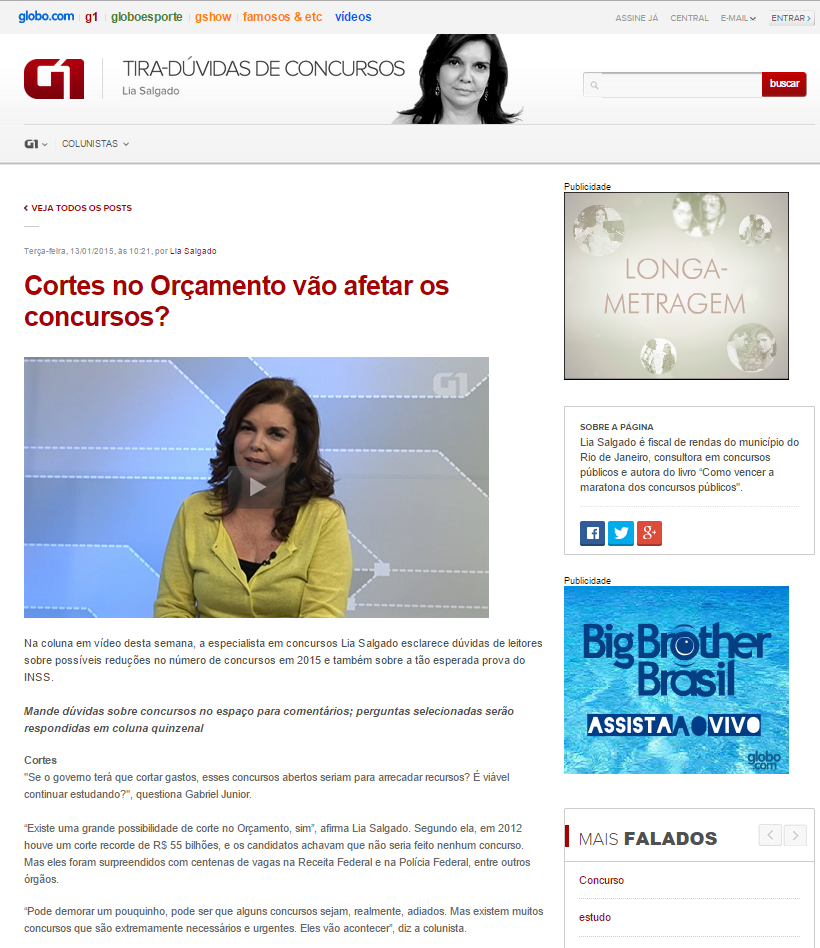 globo.com g1 globoesporte gshow famosos & etc vídeos ASSINE JÁ CENTRAL E-MAIL ENTRAR
G1
TIRA-DÚVIDAS DE CONCURSOS
Lia Salgado
buscar
G1 COLUNISTAS
VEJA TODOS OS POSTS
Terça-feira, 13/01/2015, às 10:21, por Lia Salgado
Cortes no Orçamento vão afetar os
concursos?
G1
Na coluna em vídeo desta semana, a especialista em concursos Lia Salgado esclarece dúvidas de leitores
sobre possíveis reduções no número de concursos em 2015 e também sobre a tão esperada prova do
INSS.
Mande dúvidas sobre concursos no espaço para comentários; perguntas selecionadas serão
respondidas em coluna quinzenal
Cortes
"Se o governo terá que cortar gastos, esses concursos abertos seriam para arrecadar recursos? É viável
continuar estudando?", questiona Gabriel Junior.
“Existe uma grande possibilidade de corte no Orçamento, sim”, afirma Lia Salgado. Segundo ela, em 2012
houve um corte recorde de R$ 55 bilhões, e os candidatos achavam que não seria feito nenhum concurso.
Mas eles foram surpreendidos com centenas de vagas na Receita Federal e na Polícia Federal, entre outros
órgãos.
“Pode demorar um pouquinho, pode ser que alguns concursos sejam, realmente, adiados. Mas existem muitos
concursos que são extremamente necessários e urgentes. Eles vão acontecer”, diz a colunista.
Publicidade
LONGA-
METRAGEM
SOBRE A PÁGINA
Lia Salgado é fiscal de rendas do município do
Rio de Janeiro, consultora em concursos
públicos e autora do livro “Como vencer a
maratona dos concursos públicos”.
Publicidade
Big Brother
Brasil
ASSISTA AO VIVO
globo
com
MAIS FALADOS
Concurso
estudo